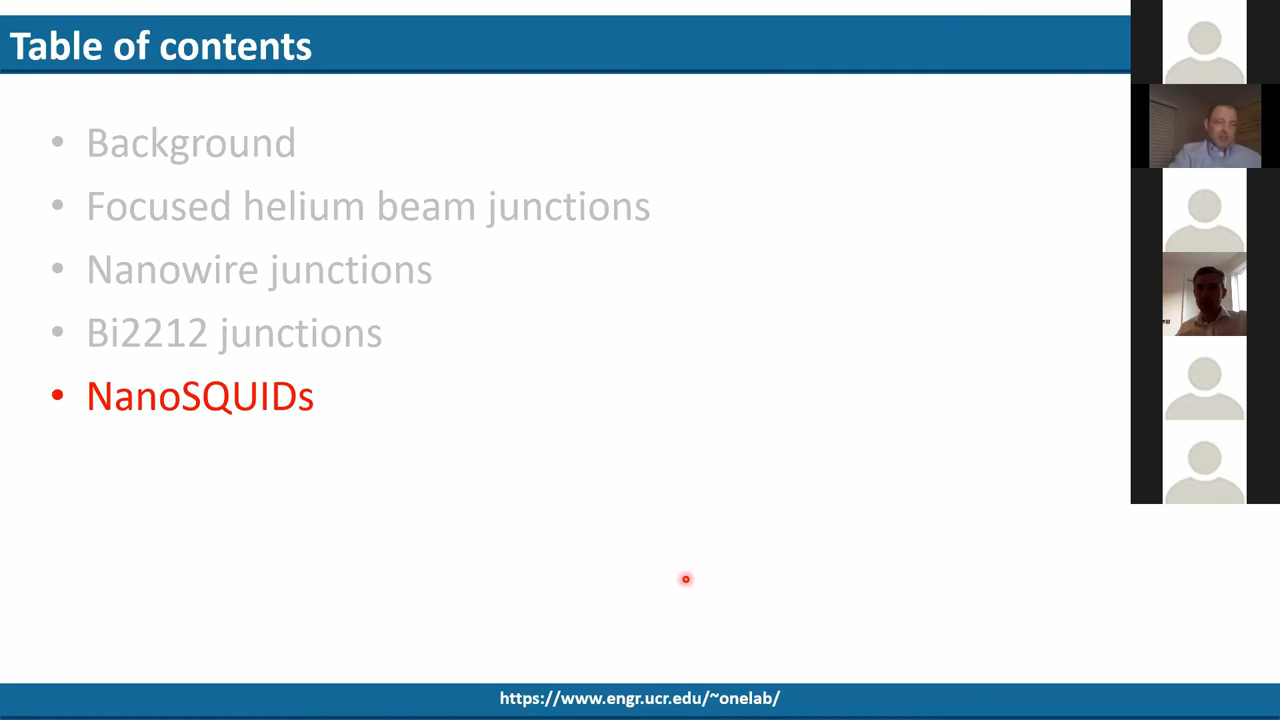 Table of contents
• Background
• Focused helium beam junctions
• Nanowire junctions
• Bi2212 junctions
• NanoSQUIDs
https://www.engr.ucr.edu/~onelab/